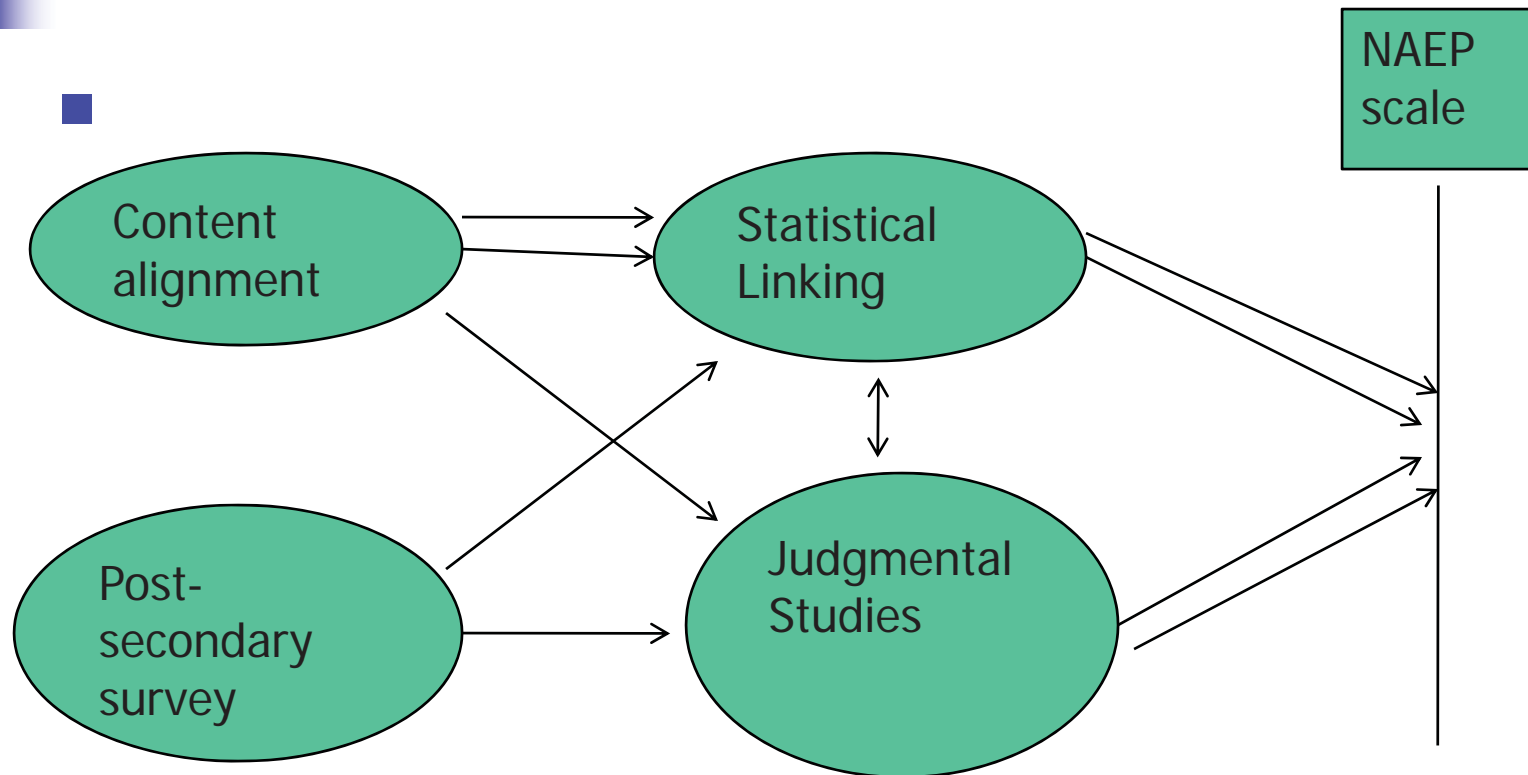 NAEP
scale
Content
alignment
Statistical
Linking
Post-
secondary
survey
Judgmental
Studies